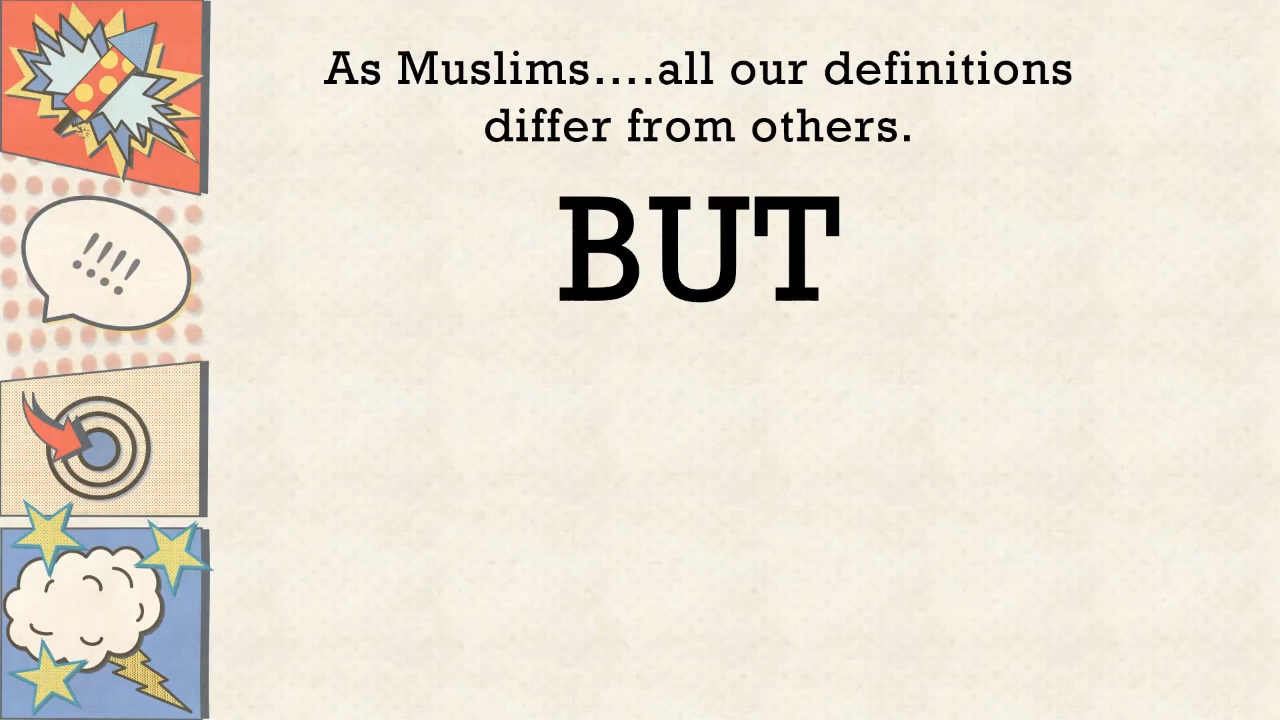 As Muslims....all our definitions
differ from others.
BUT
!!!!